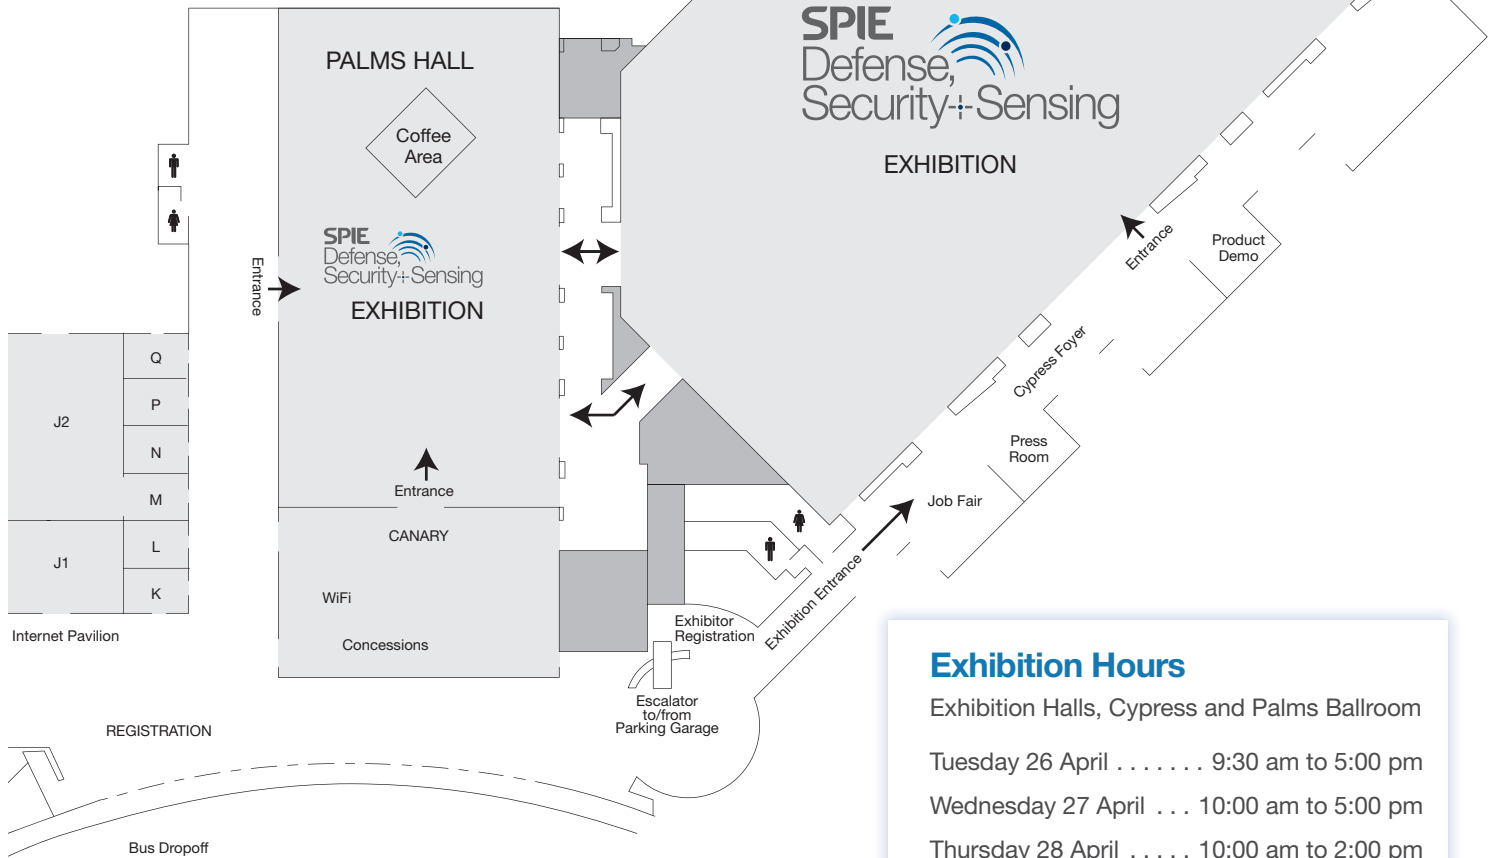 SPIE
Defense,
Security+Sensing
EXHIBITION
PALMS HALL
Coffee
Area
SPIE
Defense,
Security+Sensing
EXHIBITION
Entrance
Entrance
CANARY
WiFi
Concessions
Q
P
N
M
L
K
J2
J1
Internet Pavilion
REGISTRATION
Bus Dropoff
Entrance
Product
Demo
Cypress Foyer
Press
Room
Job Fair
Exhibition Entrance
Exhibitor
Registration
Escalator
to/from
Parking Garage
Exhibition Hours
Exhibition Halls, Cypress and Palms Ballroom
Tuesday 26 April . . . . . . . 9:30 am to 5:00 pm
Wednesday 27 April . . . 10:00 am to 5:00 pm
Thursday 28 April . . . . . 10:00 am to 2:00 pm